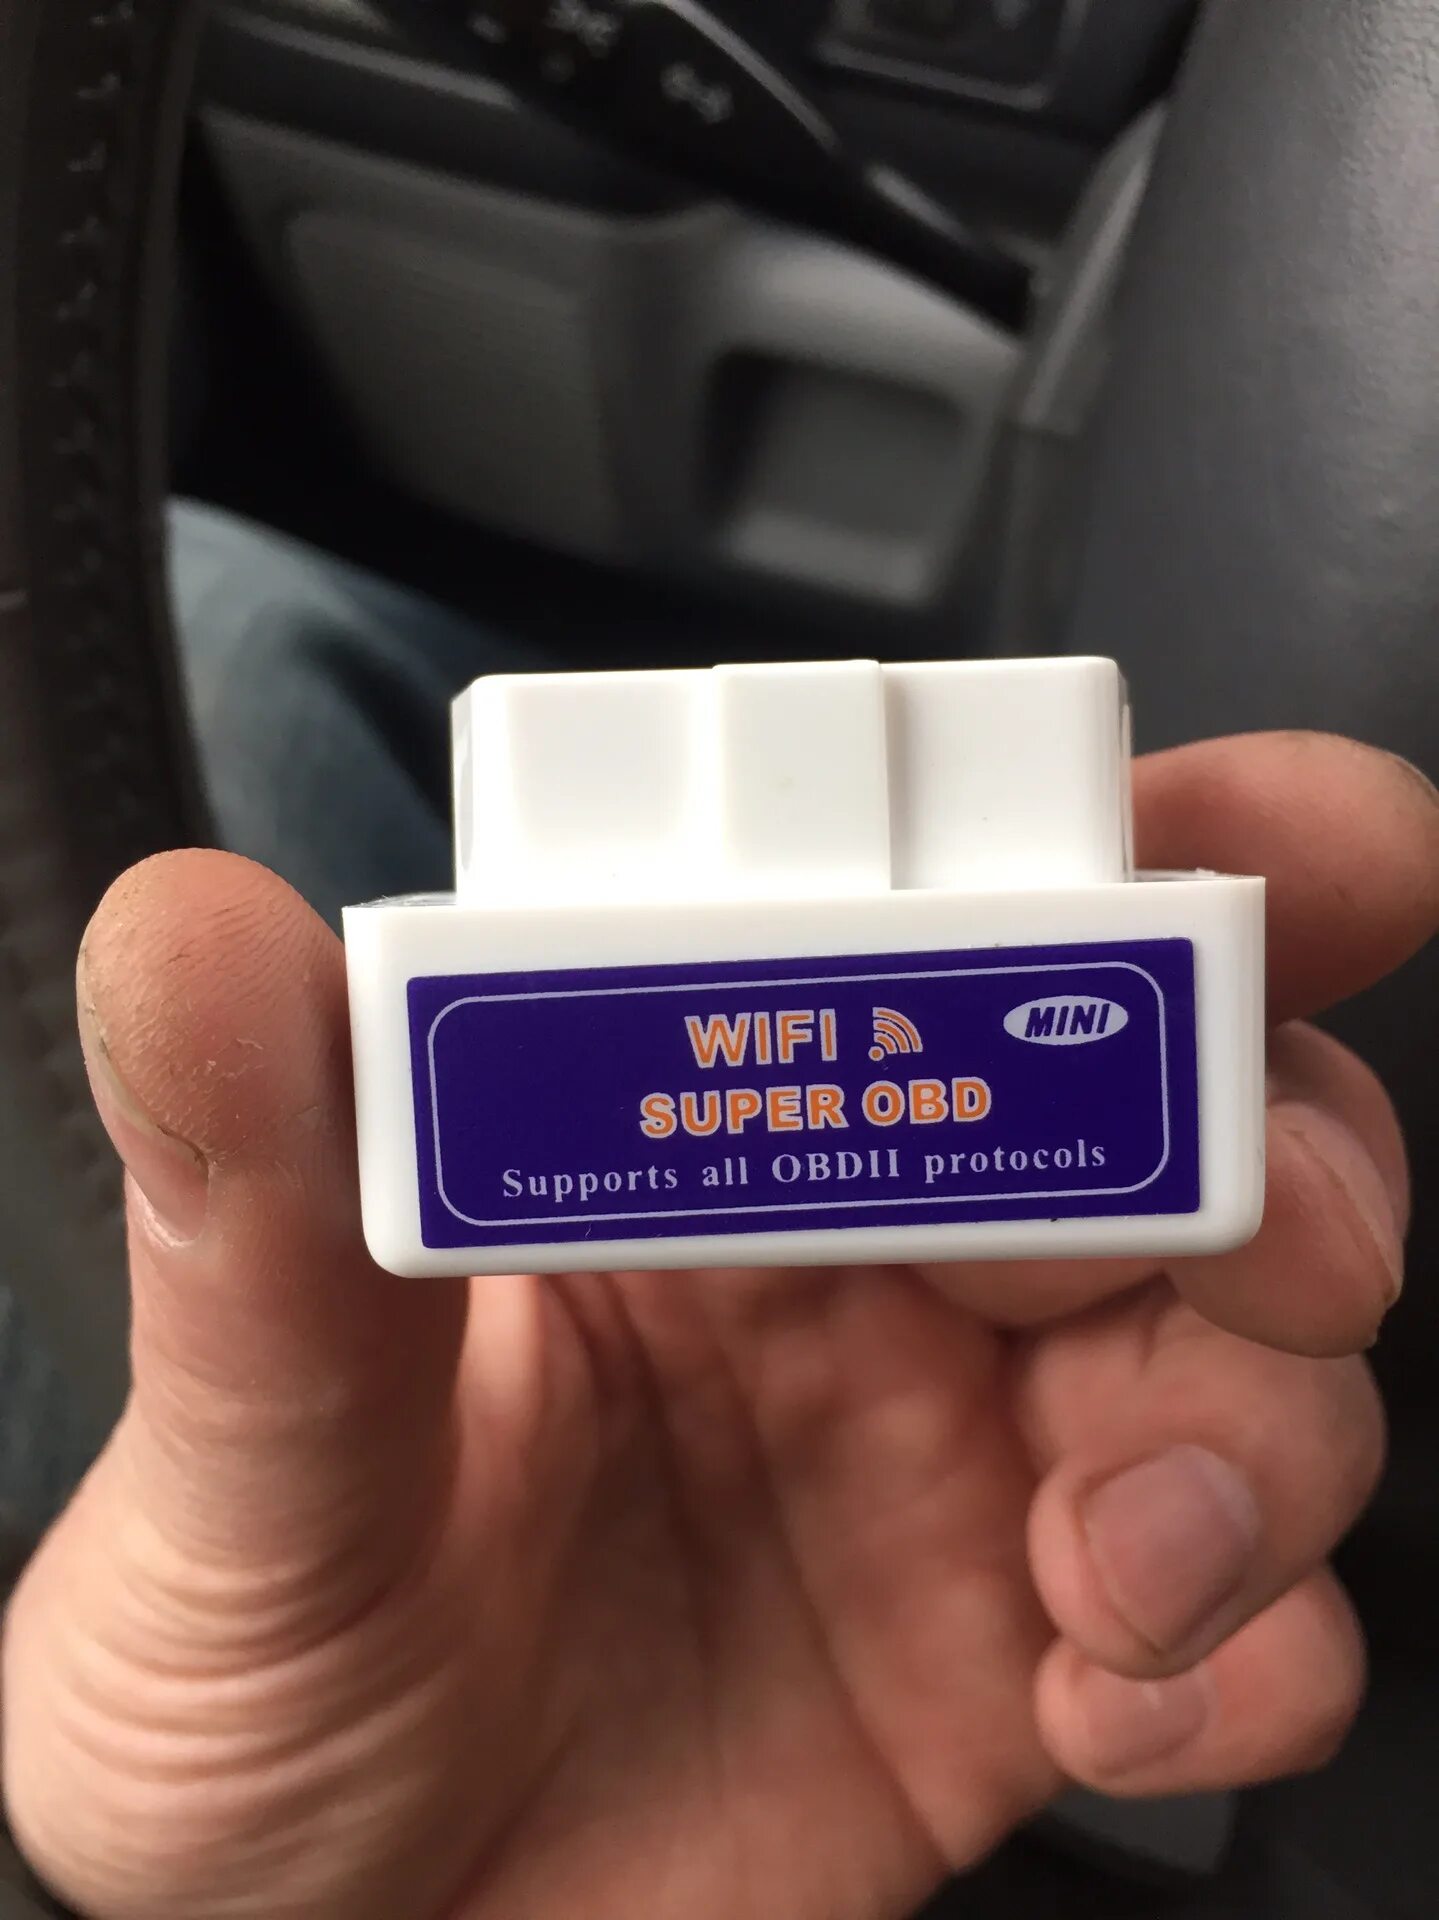 WIFI
MINI
SUPER OBD
Supports all OBDII protocols